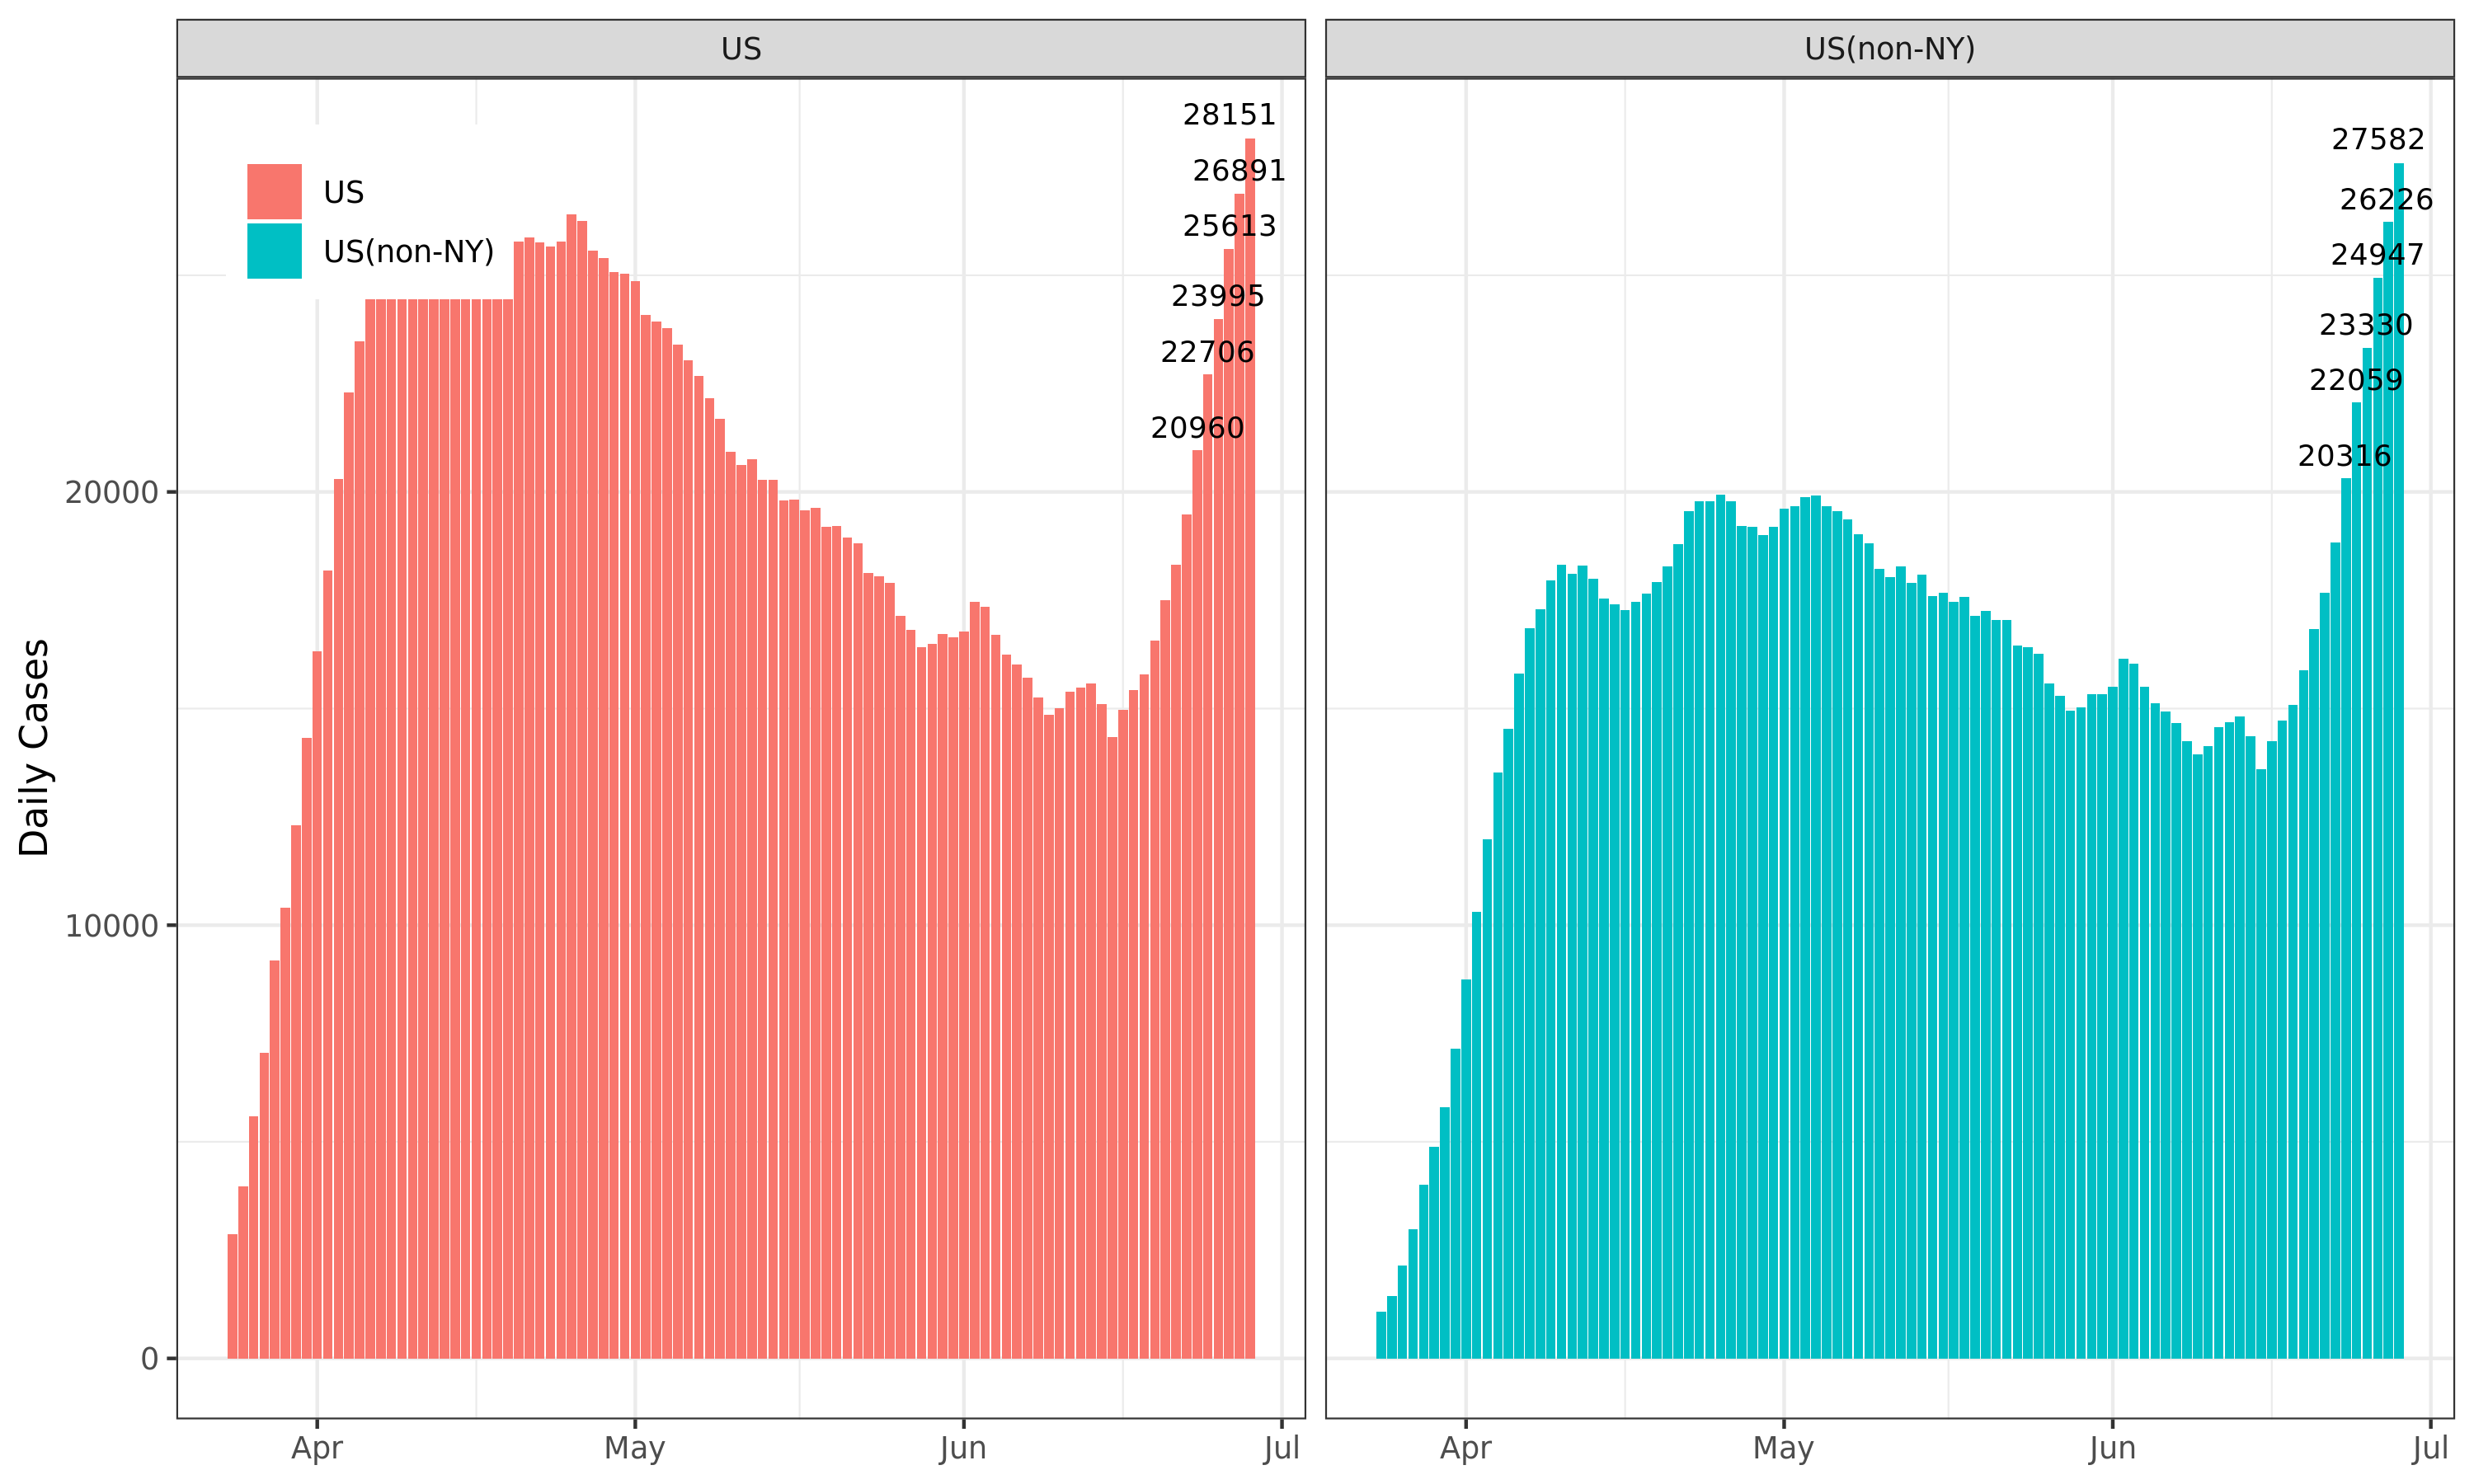 US
US(non-NY)
US
US(non-NY)
28151
26891
25613
23995
22706
20960
27582
26226
24947
23330
22059
20316
20000
10000
0
Daily Cases
Apr
May
Jun
Jul
Apr
May
Jun
Jul